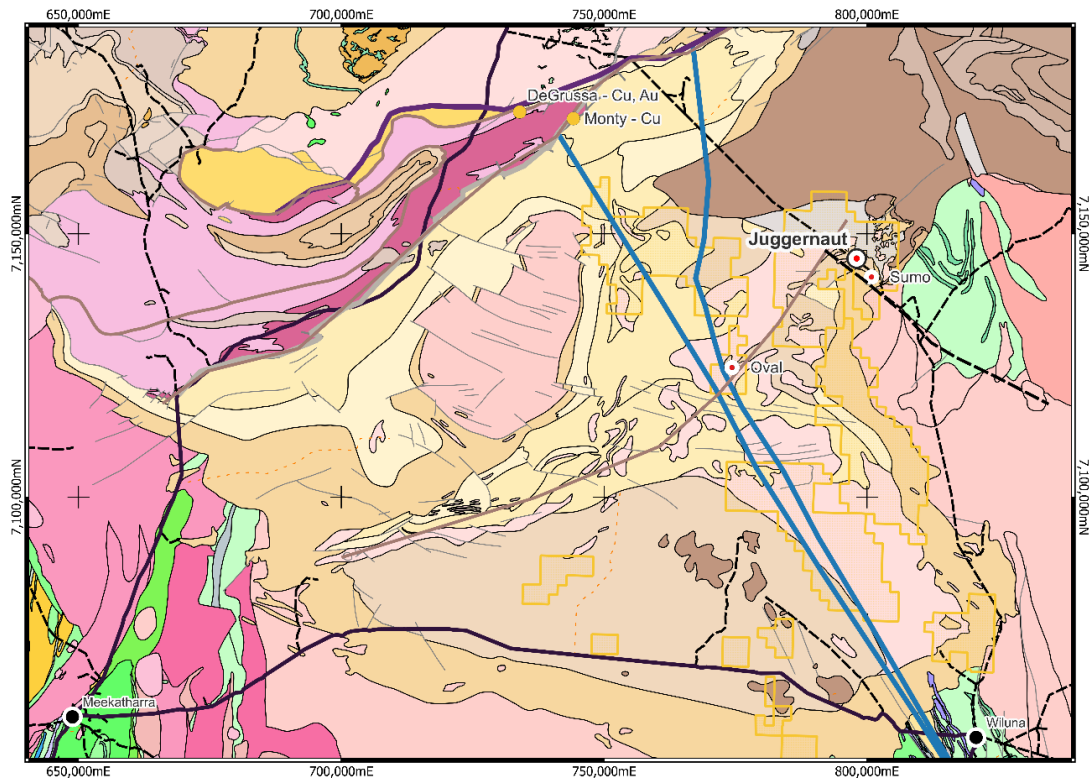 650,000mE
700,000mE
750,000mE
800,000mE
DeGrussa - Cu, Au
Monty - Cu
7,150,000mN
7,150,000mN
Juggernaut
Sumo
Oval
7,100,000mN
7,100,000mN
Meekatharra
Wiluna
650,000mE
700,000mE
750,000mE
800,000mE